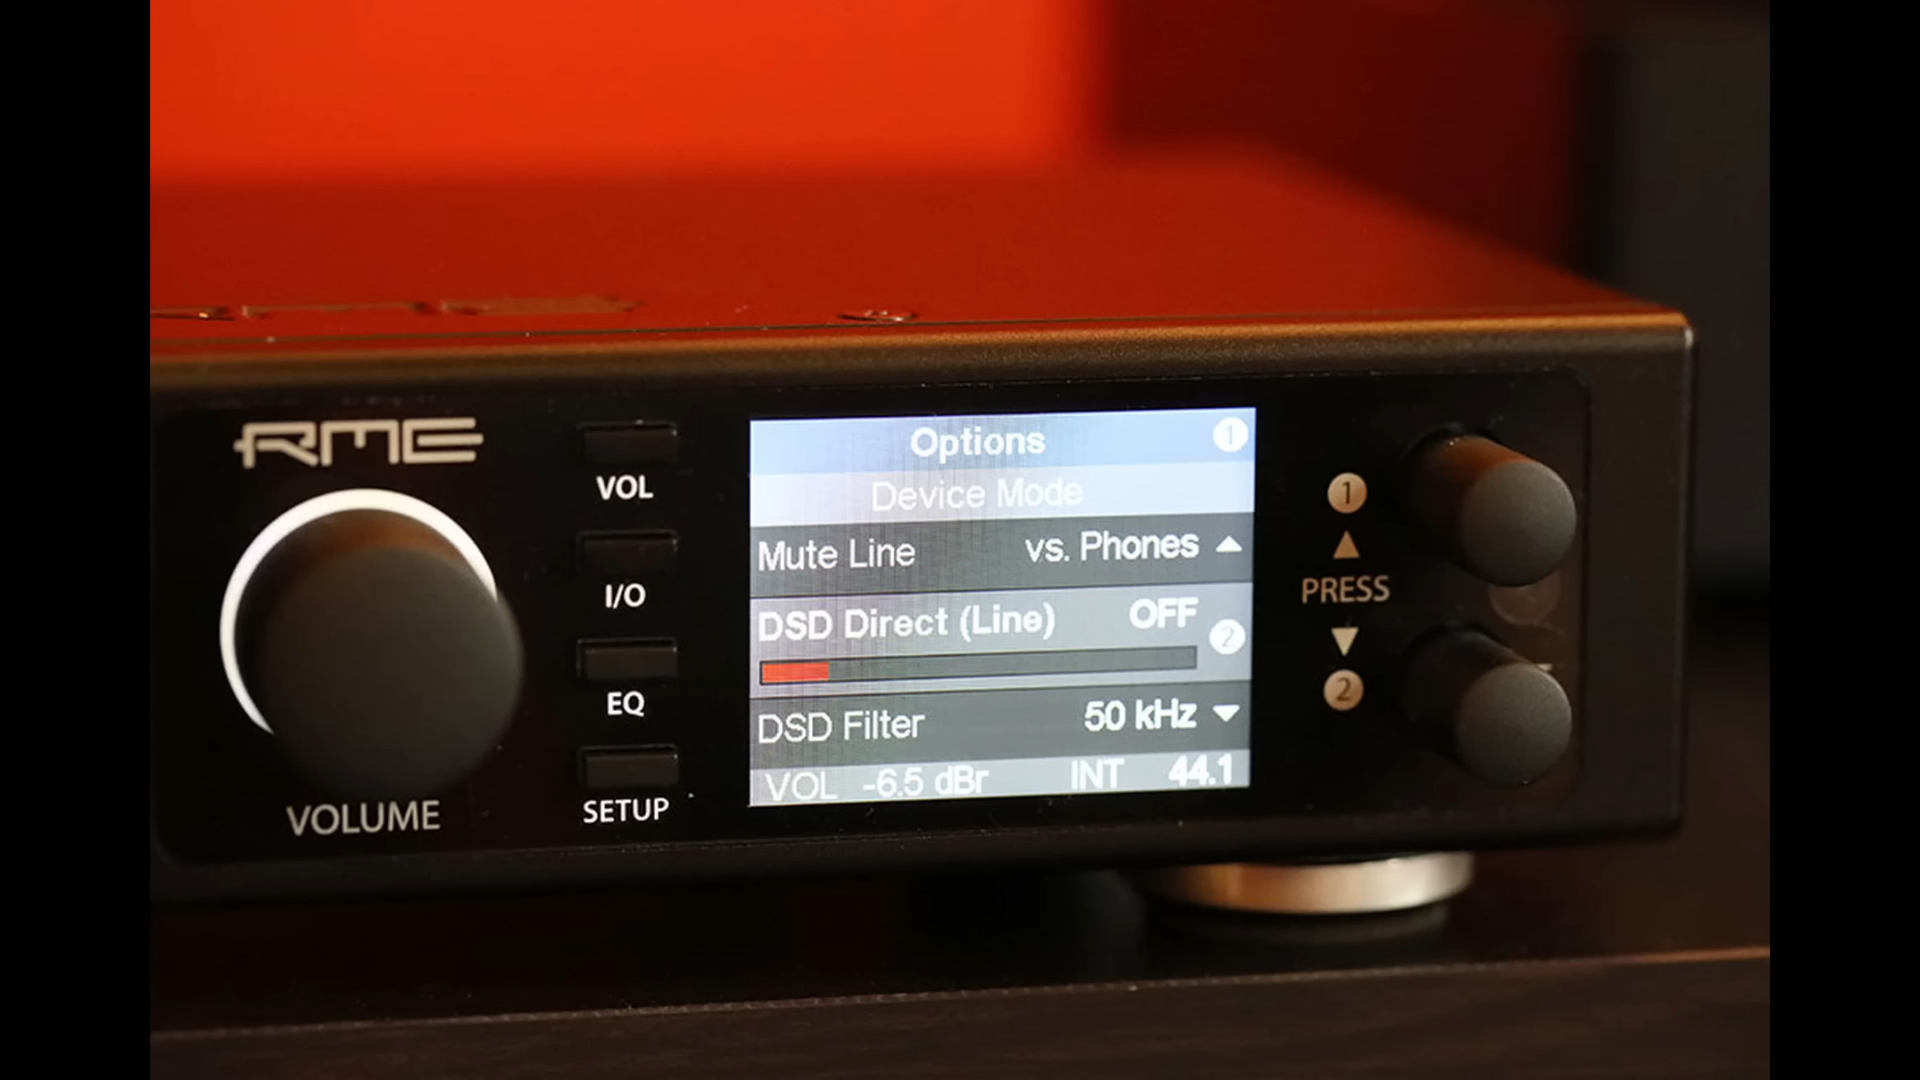 RME
VOLUME
VOL
I/O
EQ
SETUP
Options 1
Device Mode
Mute Line vs. Phones
DSD Direct (Line) OFF
2
DSD Filter 50 kHz
VOL -6.5 dBr INT 44.1
1
PRESS
2